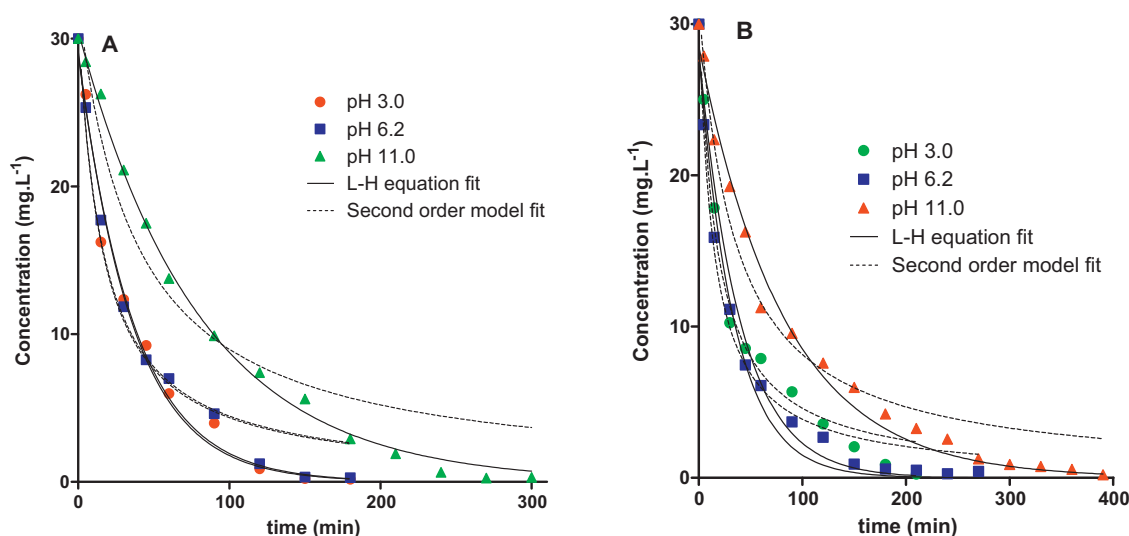 A
pH 3.0
pH 6.2
pH 11.0
L-H equation fit
Second order model fit
Concentration (mg.L-1)
30
20
10
0
0
100
200
300
time (min)
B
pH 3.0
pH 6.2
pH 11.0
L-H equation fit
Second order model fit
Concentration (mg.L-1)
30
20
10
0
0
100
200
300
400
time (min)